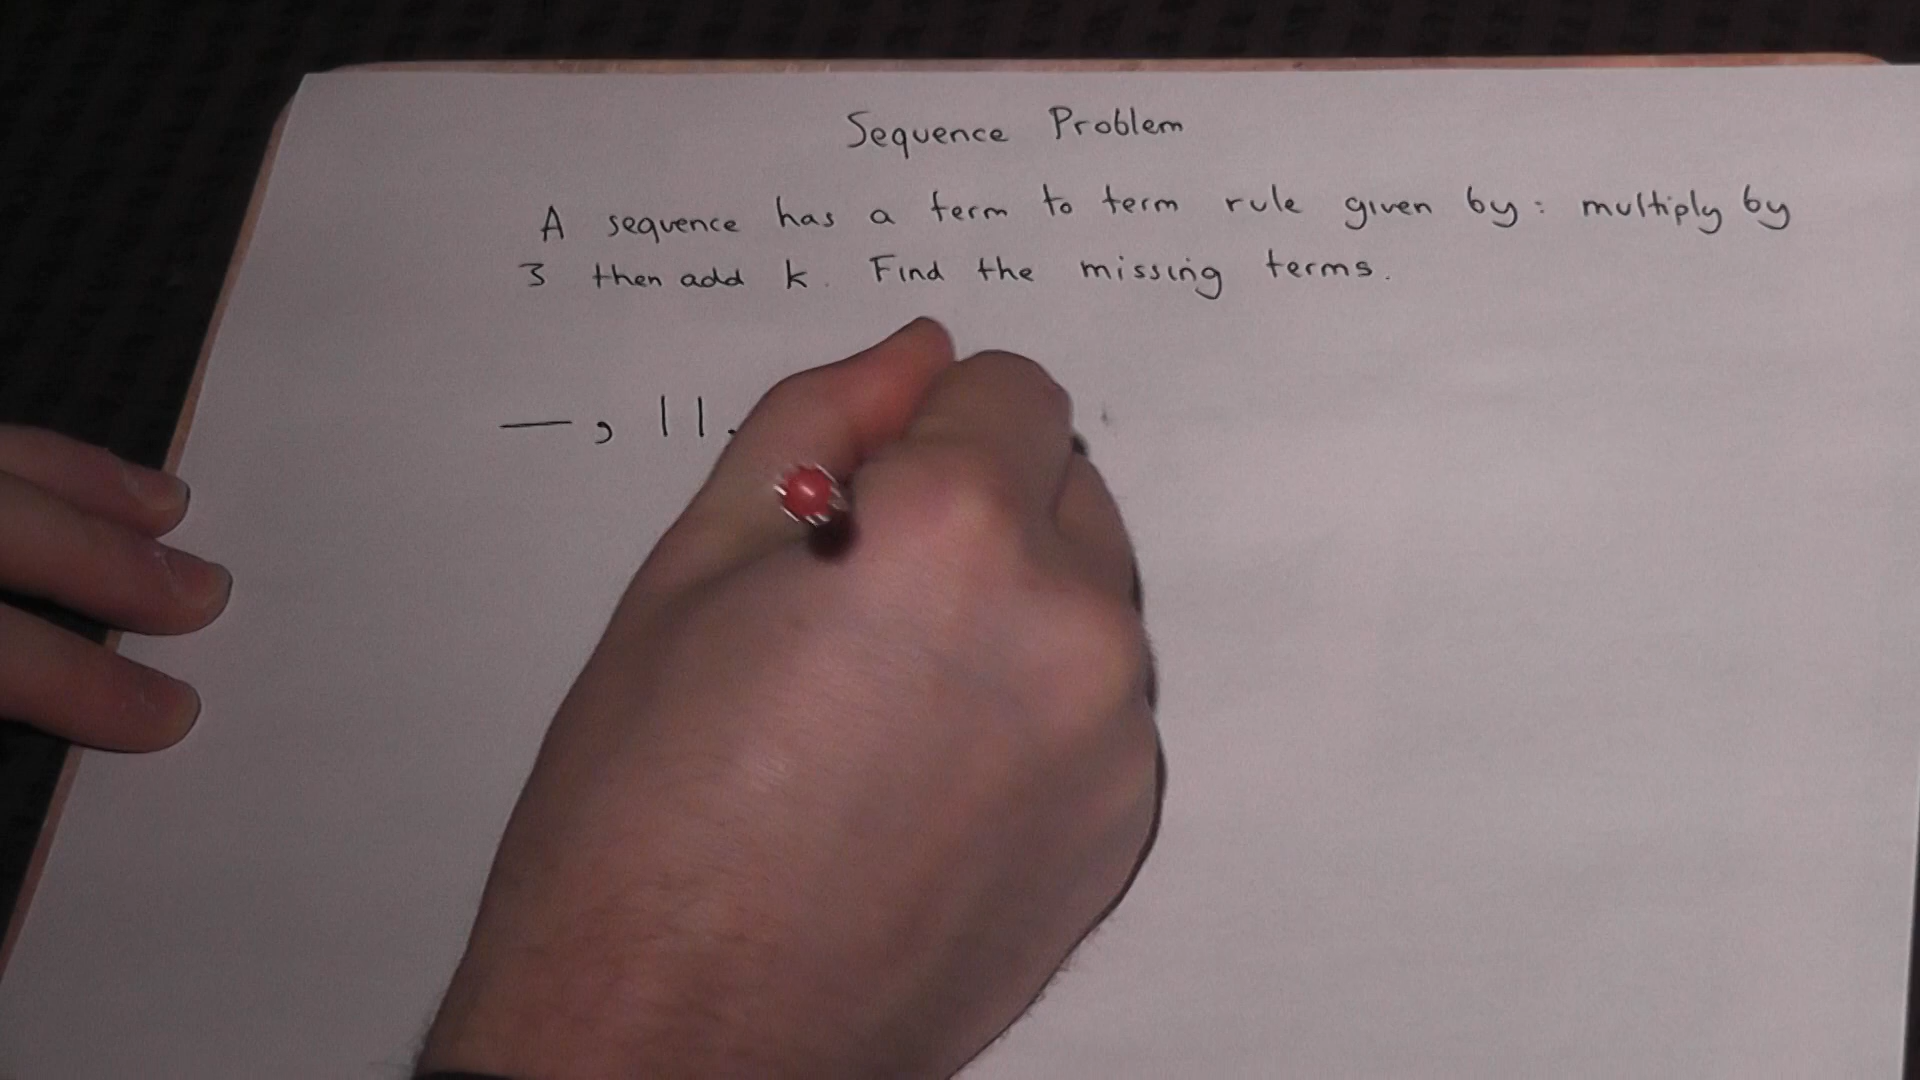 Sequence Problem
A sequence has a term to term rule given by: multiply by
3 then add k. Find the missing terms.
—, 11,